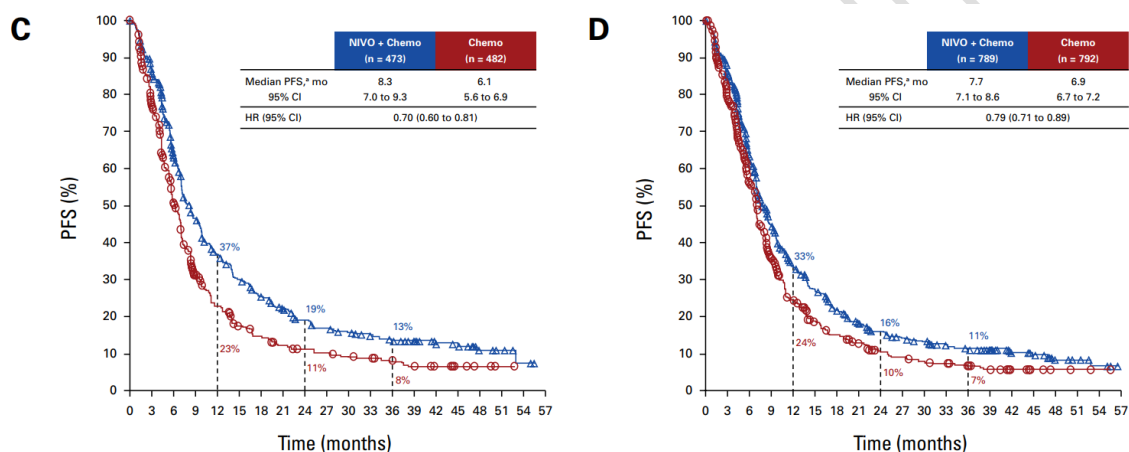 C
NIVO + Chemo Chemo
(n = 473) (n = 482)
Median PFS,ᵃ mo 8.3 6.1
95% CI 7.0 to 9.3 5.6 to 6.9
HR (95% CI) 0.70 (0.60 to 0.81)
PFS (%)
100
90
80
70
60
50
40
30
20
10
0
37%
19%
13%
23%
11%
8%
0 3 6 9 12 15 18 21 24 27 30 33 36 39 42 45 48 51 54 57
Time (months)
D
NIVO + Chemo Chemo
(n = 789) (n = 792)
Median PFS,ᵃ mo 7.7 6.9
95% CI 7.1 to 8.6 6.7 to 7.2
HR (95% CI) 0.79 (0.71 to 0.89)
PFS (%)
100
90
80
70
60
50
40
30
20
10
0
33%
16%
11%
24%
10%
7%
0 3 6 9 12 15 18 21 24 27 30 33 36 39 42 45 48 51 54 57
Time (months)